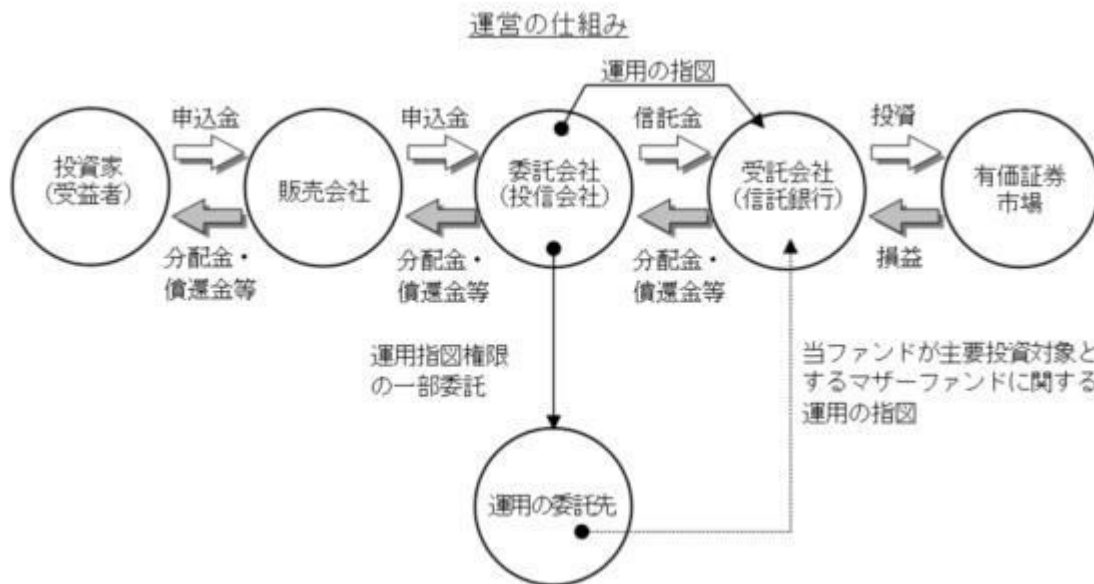 運営の仕組み
運用の指図
申込金
申込金
信託金
投資
投資家
(受益者)
販売会社
委託会社
(投信会社)
受託会社
(信託銀行)
有価証券
市場
分配金・
償還金等
分配金・
償還金等
分配金・
償還金等
損益
運用指図権限
の一部委託
当ファンドが主要投資対象と
するマザーファンドに関する
運用の指図
運用の委託先